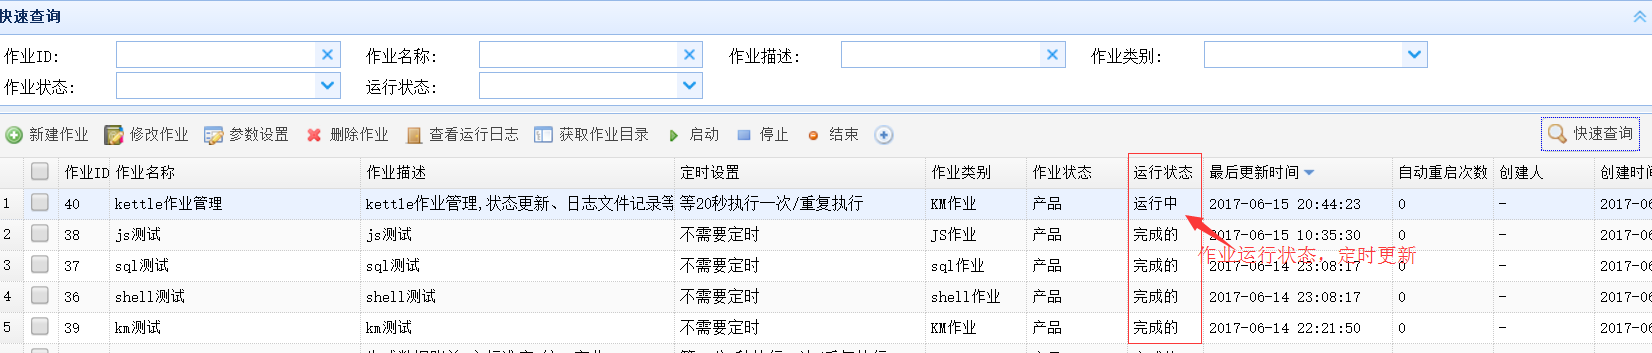 快速查询
作业ID: 作业名称: 作业描述: 作业类别:
作业状态: 运行状态:
新建作业 修改作业 参数设置 删除作业 查看运行日志 获取作业目录 启动 停止 结束 快速查询
作业ID 作业名称 作业描述 定时设置 作业类别 作业状态 运行状态 最后更新时间 自动重启次数 创建人 创建时间
1 40 kettle作业管理 kettle作业管理,状态更新、日志文件记录等 等20秒执行一次/重复执行 KM作业 产品 运行中 2017-06-15 20:44:23 0 - 2017-06
2 38 js测试 js测试 不需要定时 JS作业 产品 完成的 2017-06-15 10:35:30 0 - 2017-06
作业运行状态，定时更新
3 37 sql测试 sql测试 不需要定时 sql作业 产品 完成的 2017-06-14 23:08:17 0 - 2017-06
4 36 shell测试 shell测试 不需要定时 shell作业 产品 完成的 2017-06-14 23:08:17 0 - 2017-06
5 39 km测试 km测试 不需要定时 KM作业 产品 完成的 2017-06-14 22:21:50 0 - 2017-06